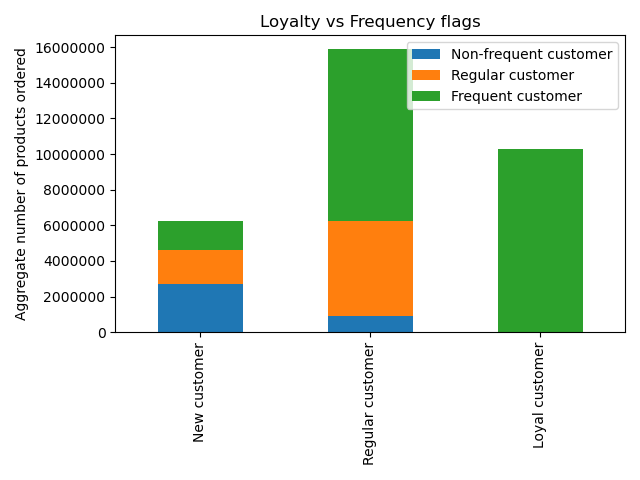 Loyalty vs Frequency flags
Aggregate number of products ordered
16000000
14000000
12000000
10000000
8000000
6000000
4000000
2000000
0
Non-frequent customer
Regular customer
Frequent customer
New customer
Regular customer
Loyal customer